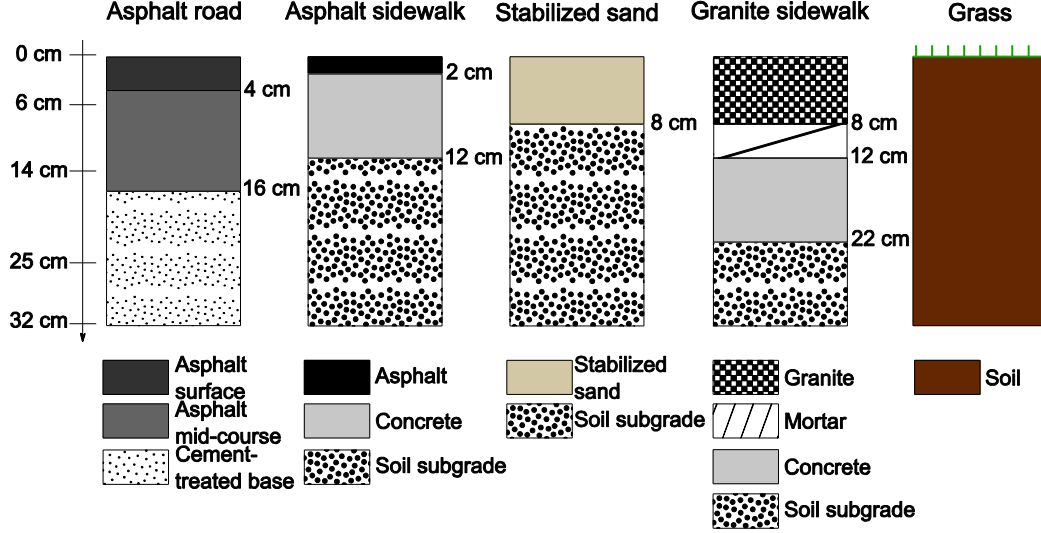 Asphalt road
Asphalt sidewalk
Stabilized sand
Granite sidewalk
Grass
0 cm
6 cm
14 cm
25 cm
32 cm
4 cm
16 cm
2 cm
12 cm
8 cm
8 cm
12 cm
22 cm
Asphalt
surface
Asphalt
mid-course
Cement-
treated base
Asphalt
Concrete
Soil subgrade
Stabilized
sand
Soil subgrade
Granite
Mortar
Concrete
Soil subgrade
Soil